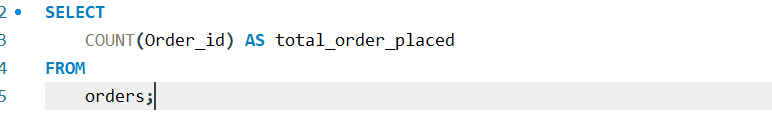 2 SELECT
3 COUNT(Order_id) AS total_order_placed
4 FROM
5 orders;